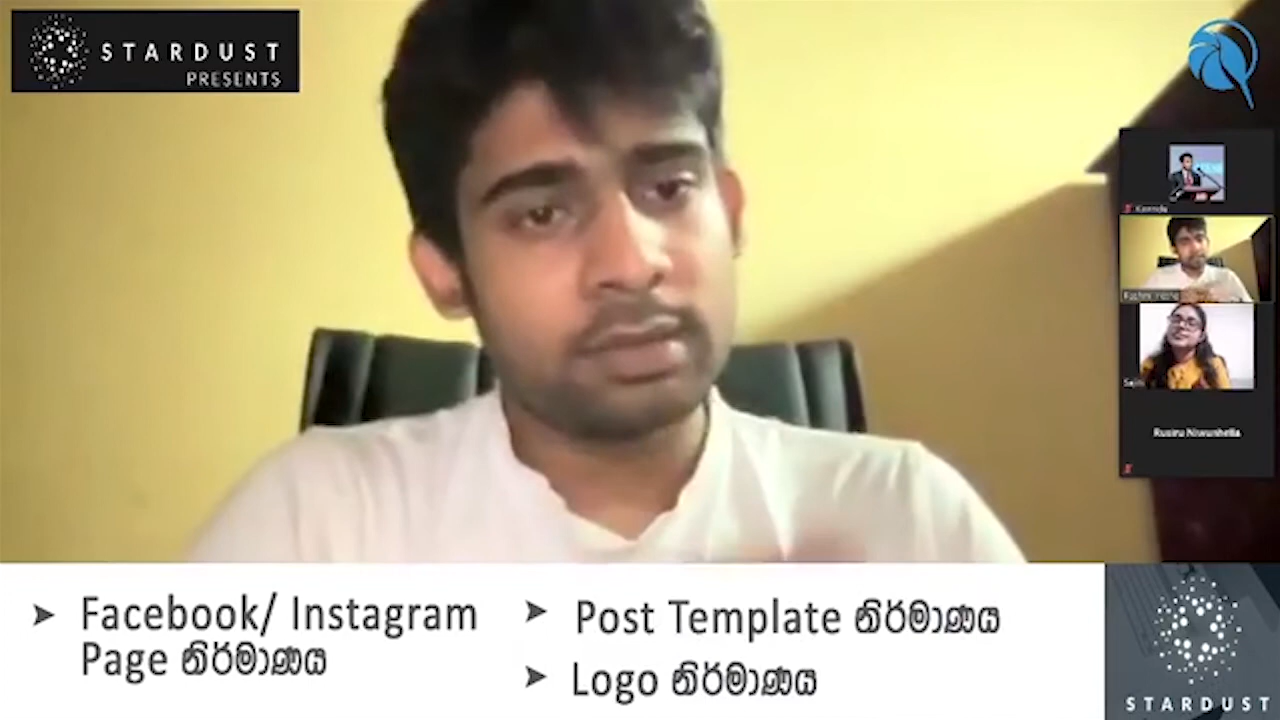 STARDUST
PRESENTS
Rusiru Niwunhella
Facebook/ Instagram
Page නිර්මාණය
Post Template නිර්මාණය
Logo නිර්මාණය
STARDUST